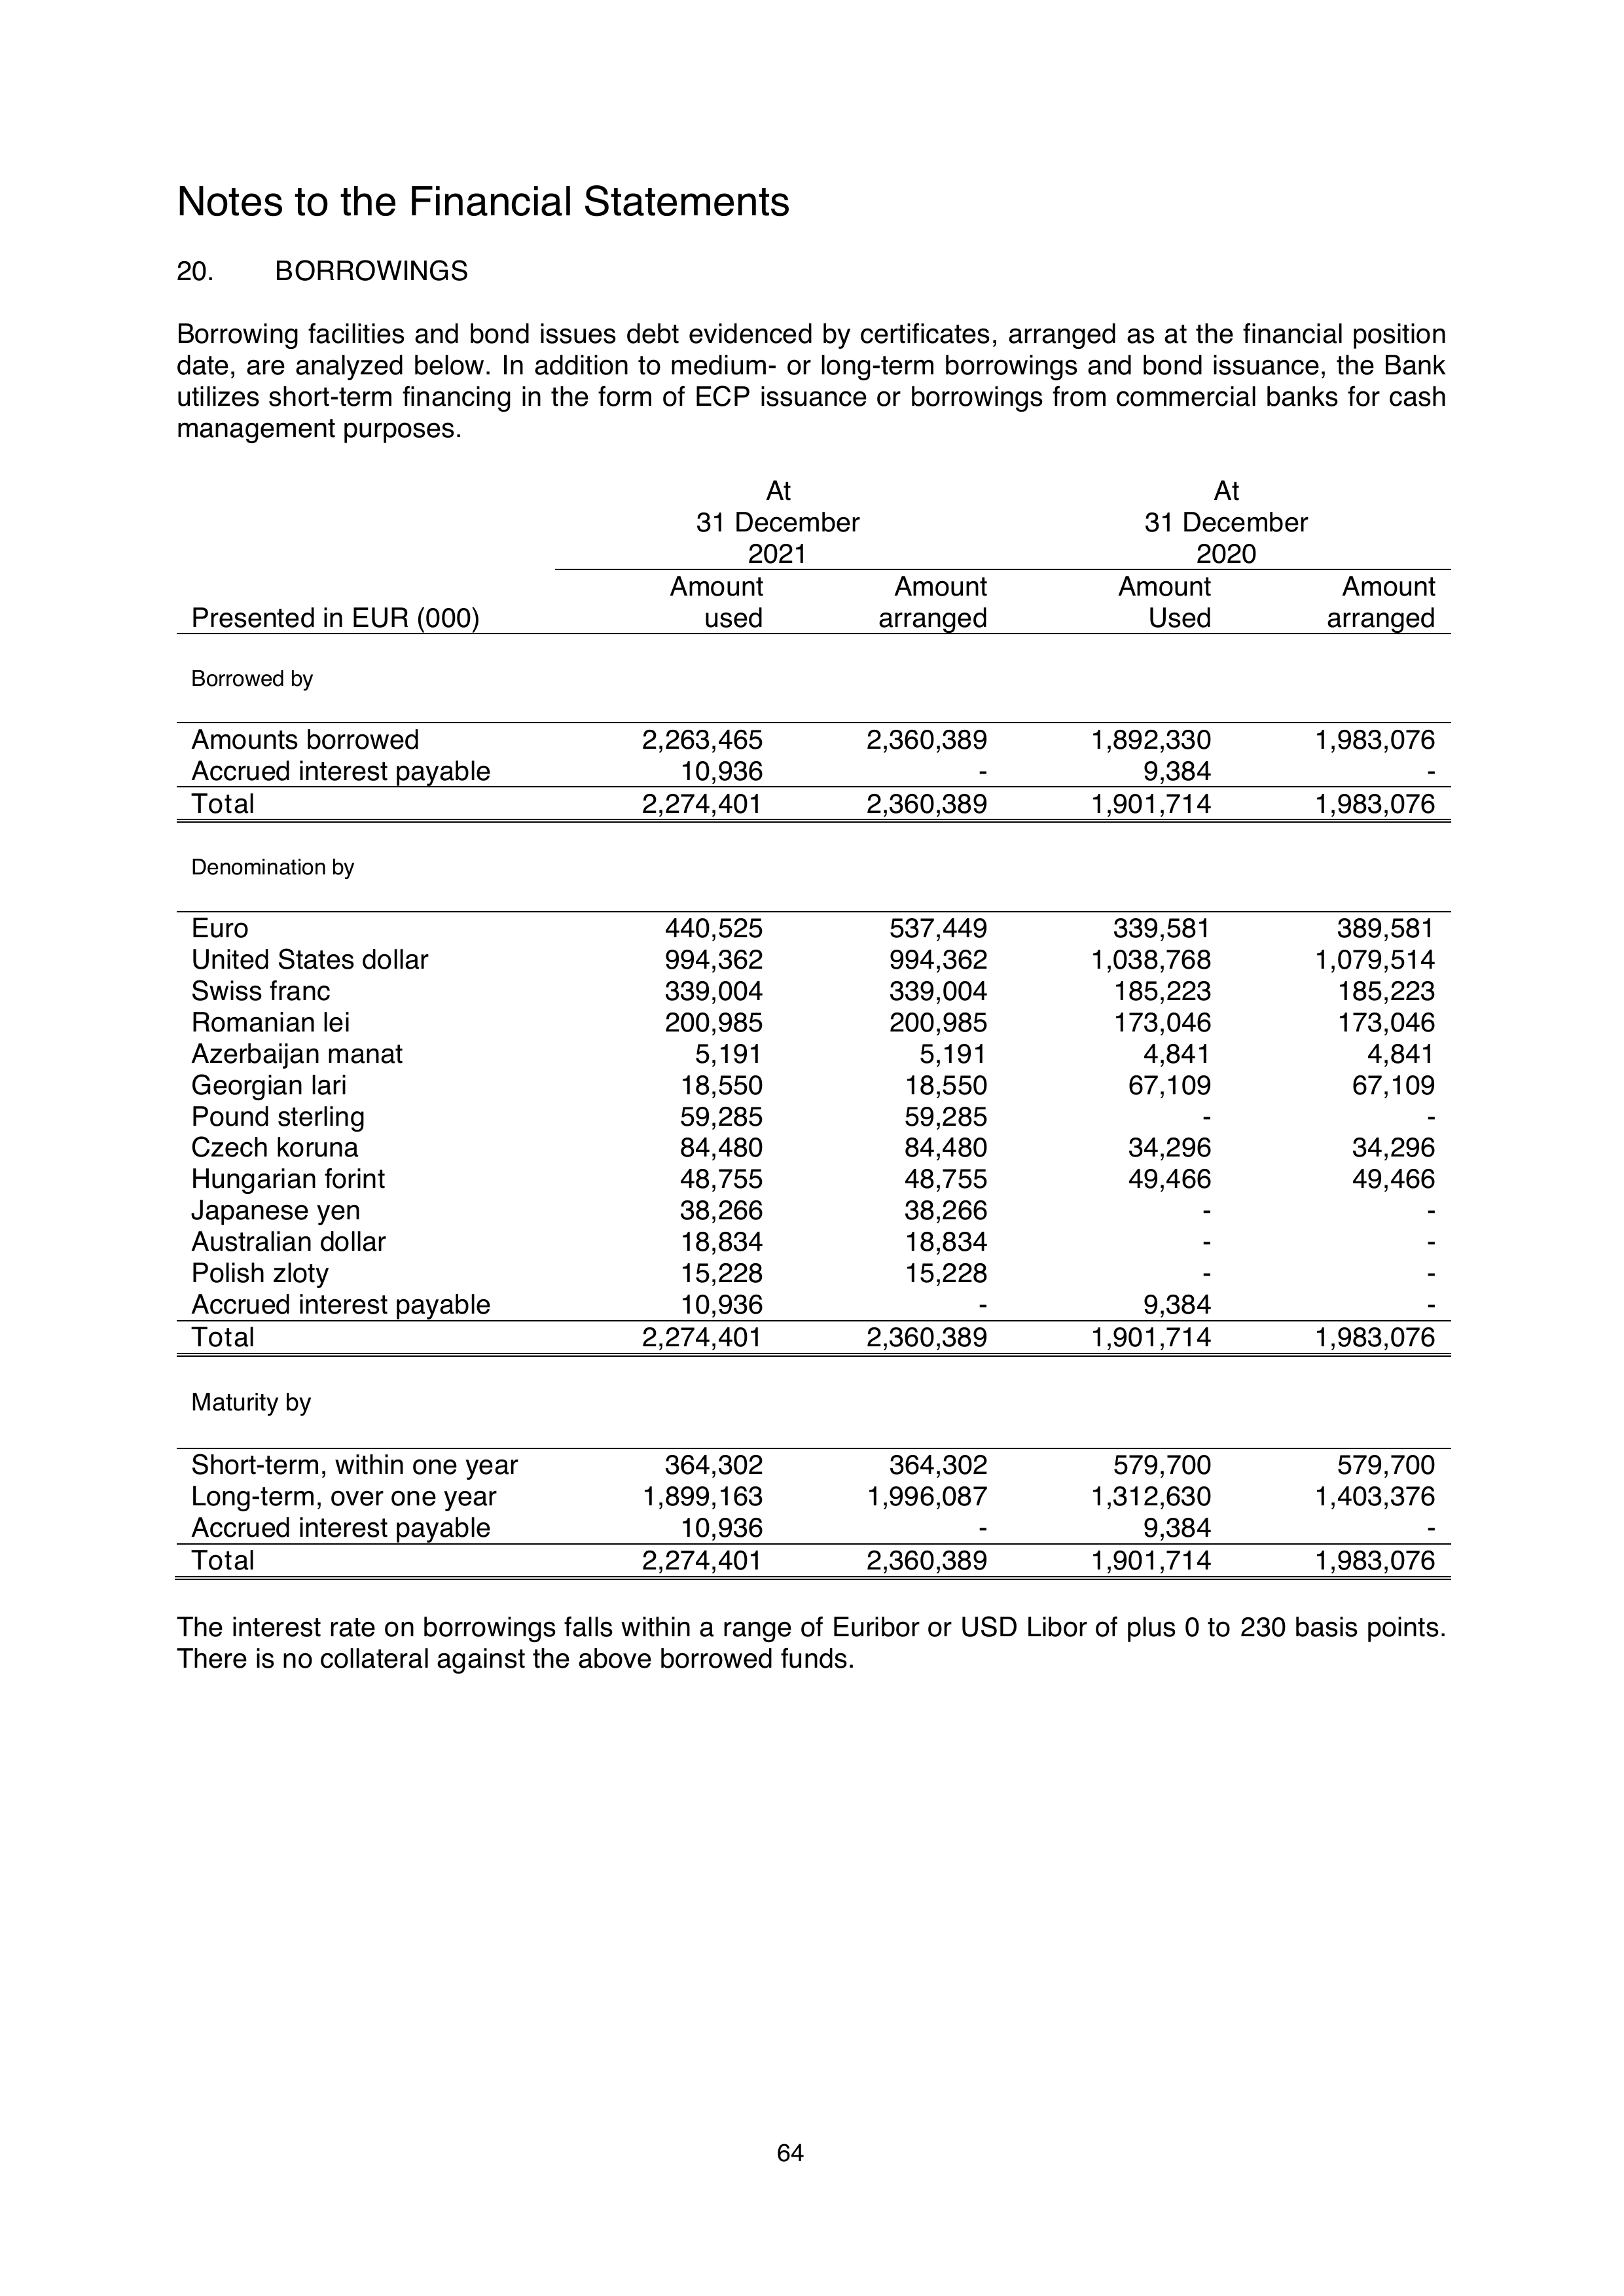 Notes to the Financial Statements
20. BORROWINGS
Borrowing facilities and bond issues debt evidenced by certificates, arranged as at the financial position
date, are analyzed below. In addition to medium- or long-term borrowings and bond issuance, the Bank
utilizes short-term financing in the form of ECP issuance or borrowings from commercial banks for cash
management purposes.
At At
31 December 31 December
2021 2020
Amount Amount Amount Amount
Presented in EUR (000) used arranged Used arranged
Borrowed by
Amounts borrowed 2,263,465 2,360,389 1,892,330 1,983,076
Accrued interest payable 10,936 - 9,384 -
Total 2,274,401 2,360,389 1,901,714 1,983,076
Denomination by
Euro 440,525 537,449 339,581 389,581
United States dollar 994,362 994,362 1,038,768 1,079,514
Swiss franc 339,004 339,004 185,223 185,223
Romanian lei 200,985 200,985 173,046 173,046
Azerbaijan manat 5,191 5,191 4,841 4,841
Georgian lari 18,550 18,550 67,109 67,109
Pound sterling 59,285 59,285 - -
Czech koruna 84,480 84,480 34,296 34,296
Hungarian forint 48,755 48,755 49,466 49,466
Japanese yen 38,266 38,266 - -
Australian dollar 18,834 18,834 - -
Polish zloty 15,228 15,228 - -
Accrued interest payable 10,936 - 9,384 -
Total 2,274,401 2,360,389 1,901,714 1,983,076
Maturity by
Short-term, within one year 364,302 364,302 579,700 579,700
Long-term, over one year 1,899,163 1,996,087 1,312,630 1,403,376
Accrued interest payable 10,936 - 9,384 -
Total 2,274,401 2,360,389 1,901,714 1,983,076
The interest rate on borrowings falls within a range of Euribor or USD Libor of plus 0 to 230 basis points.
There is no collateral against the above borrowed funds.
64